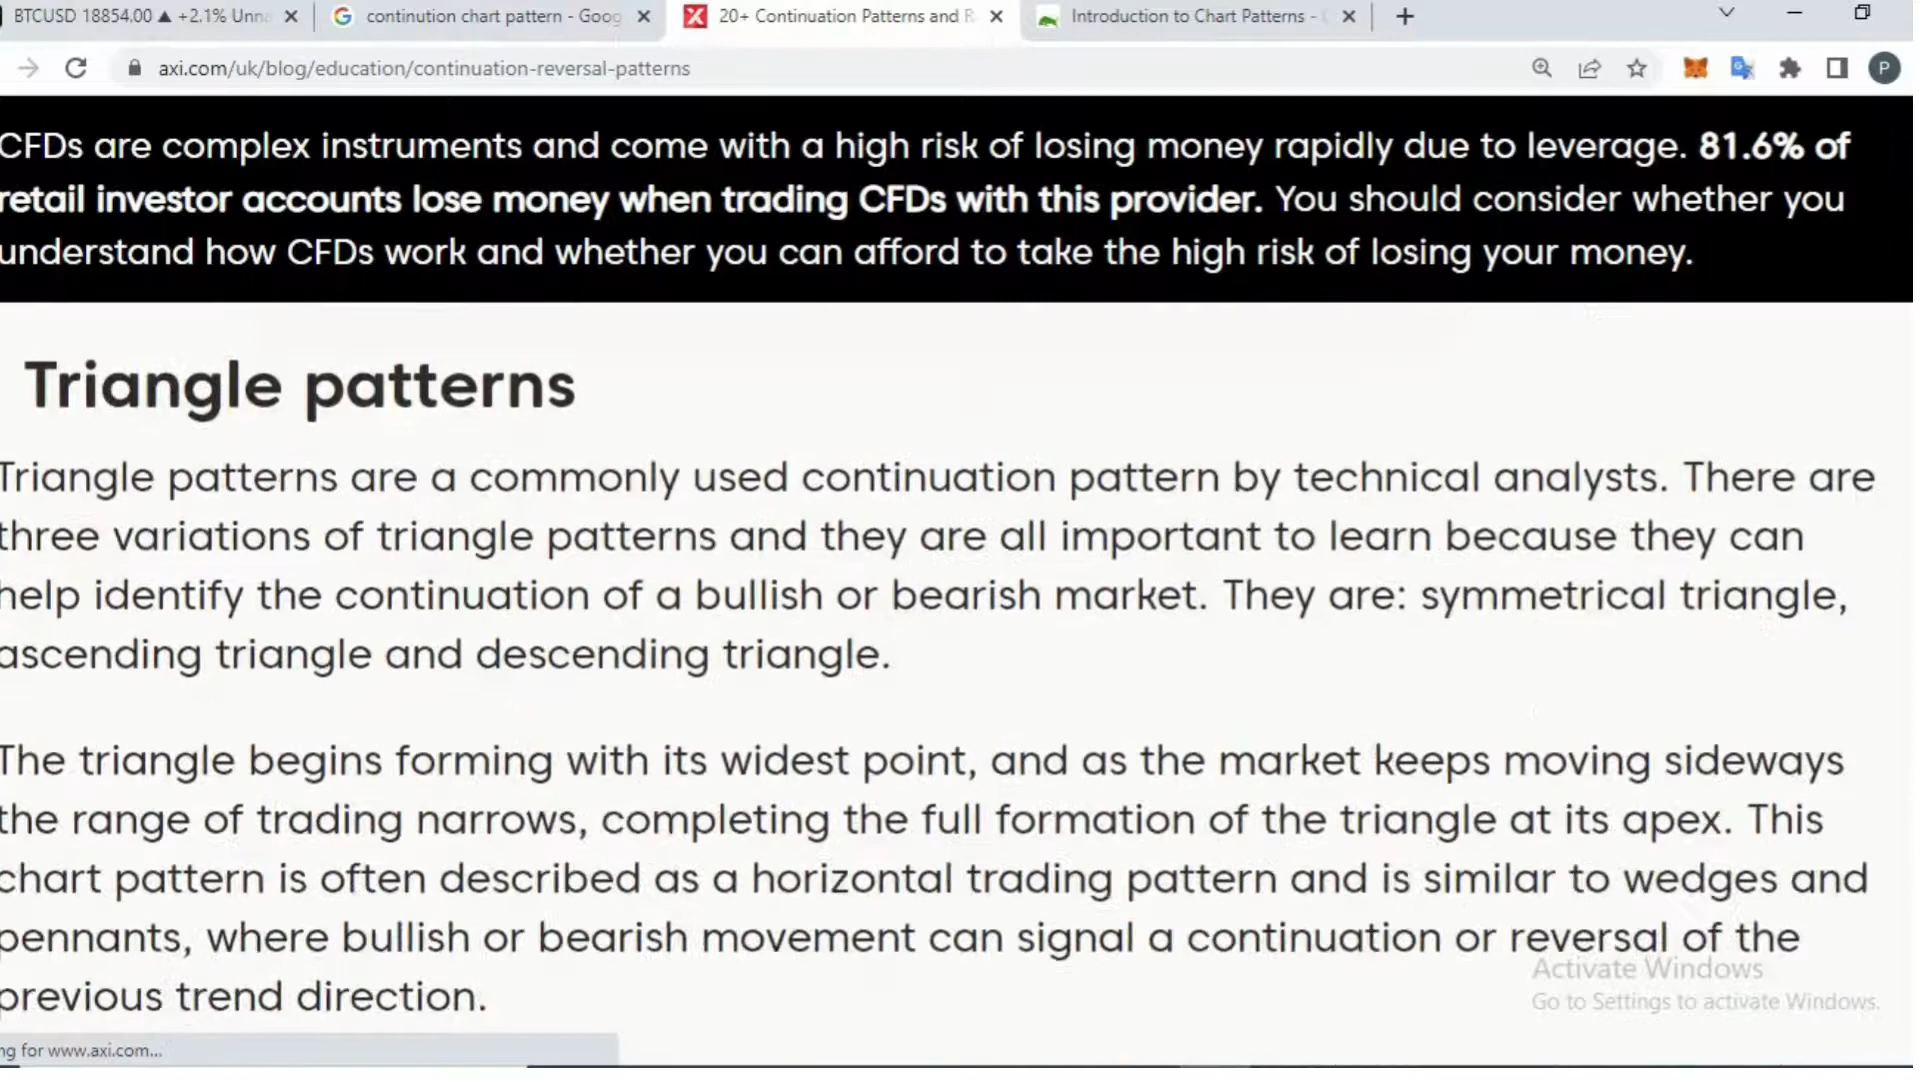 BTCUSD 18854.00 ▲ +2.1% Unna
continution chart pattern - Goog
20+ Continuation Patterns and R
Introduction to Chart Patterns -
axi.com/uk/blog/education/continuation-reversal-patterns
P
CFDs are complex instruments and come with a high risk of losing money rapidly due to leverage. 81.6% of
retail investor accounts lose money when trading CFDs with this provider. You should consider whether you
understand how CFDs work and whether you can afford to take the high risk of losing your money.
Triangle patterns
Triangle patterns are a commonly used continuation pattern by technical analysts. There are
three variations of triangle patterns and they are all important to learn because they can
help identify the continuation of a bullish or bearish market. They are: symmetrical triangle,
ascending triangle and descending triangle.
The triangle begins forming with its widest point, and as the market keeps moving sideways
the range of trading narrows, completing the full formation of the triangle at its apex. This
chart pattern is often described as a horizontal trading pattern and is similar to wedges and
pennants, where bullish or bearish movement can signal a continuation or reversal of the
previous trend direction.
Activate Windows
Go to Settings to activate Windows.
ng for www.axi.com...